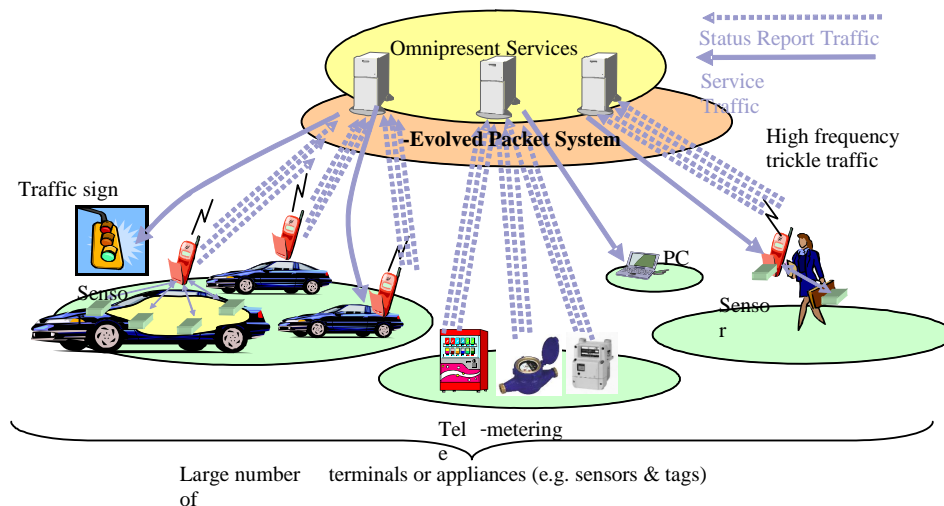 Omnipresent Services
Status Report Traffic
Service
Traffic
-Evolved Packet System
High frequency
trickle traffic
Traffic sign
PC
Senso
Senso
r
Tel -metering
e
Large number terminals or appliances (e.g. sensors & tags)
of